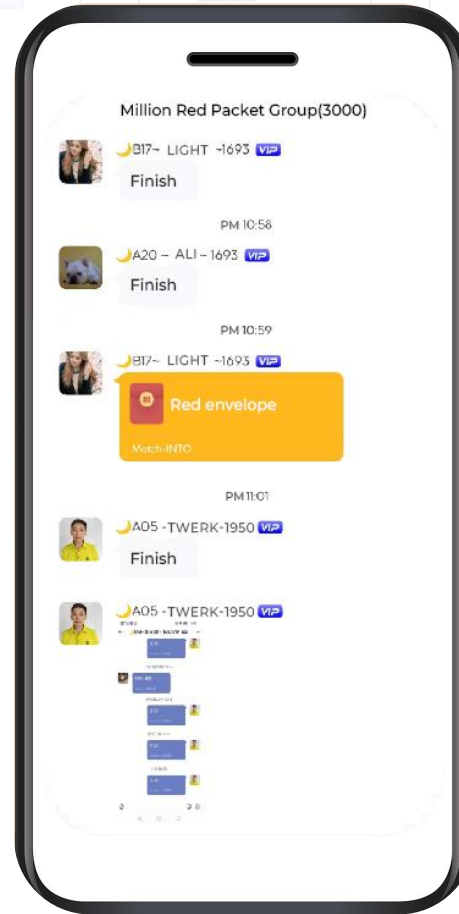 Million Red Packet Group(3000)
🌙B17~ LIGHT ~1693 VIP
Finish
PM 10:58
🌙A20 ~ ALI ~ 1693 VIP
Finish
PM 10:59
🌙B17~ LIGHT ~1693 VIP
Red envelope
Match-INTO
PM 11:01
🌙A05 -TWERK-1950 VIP
Finish
🌙A05 -TWERK-1950 VIP